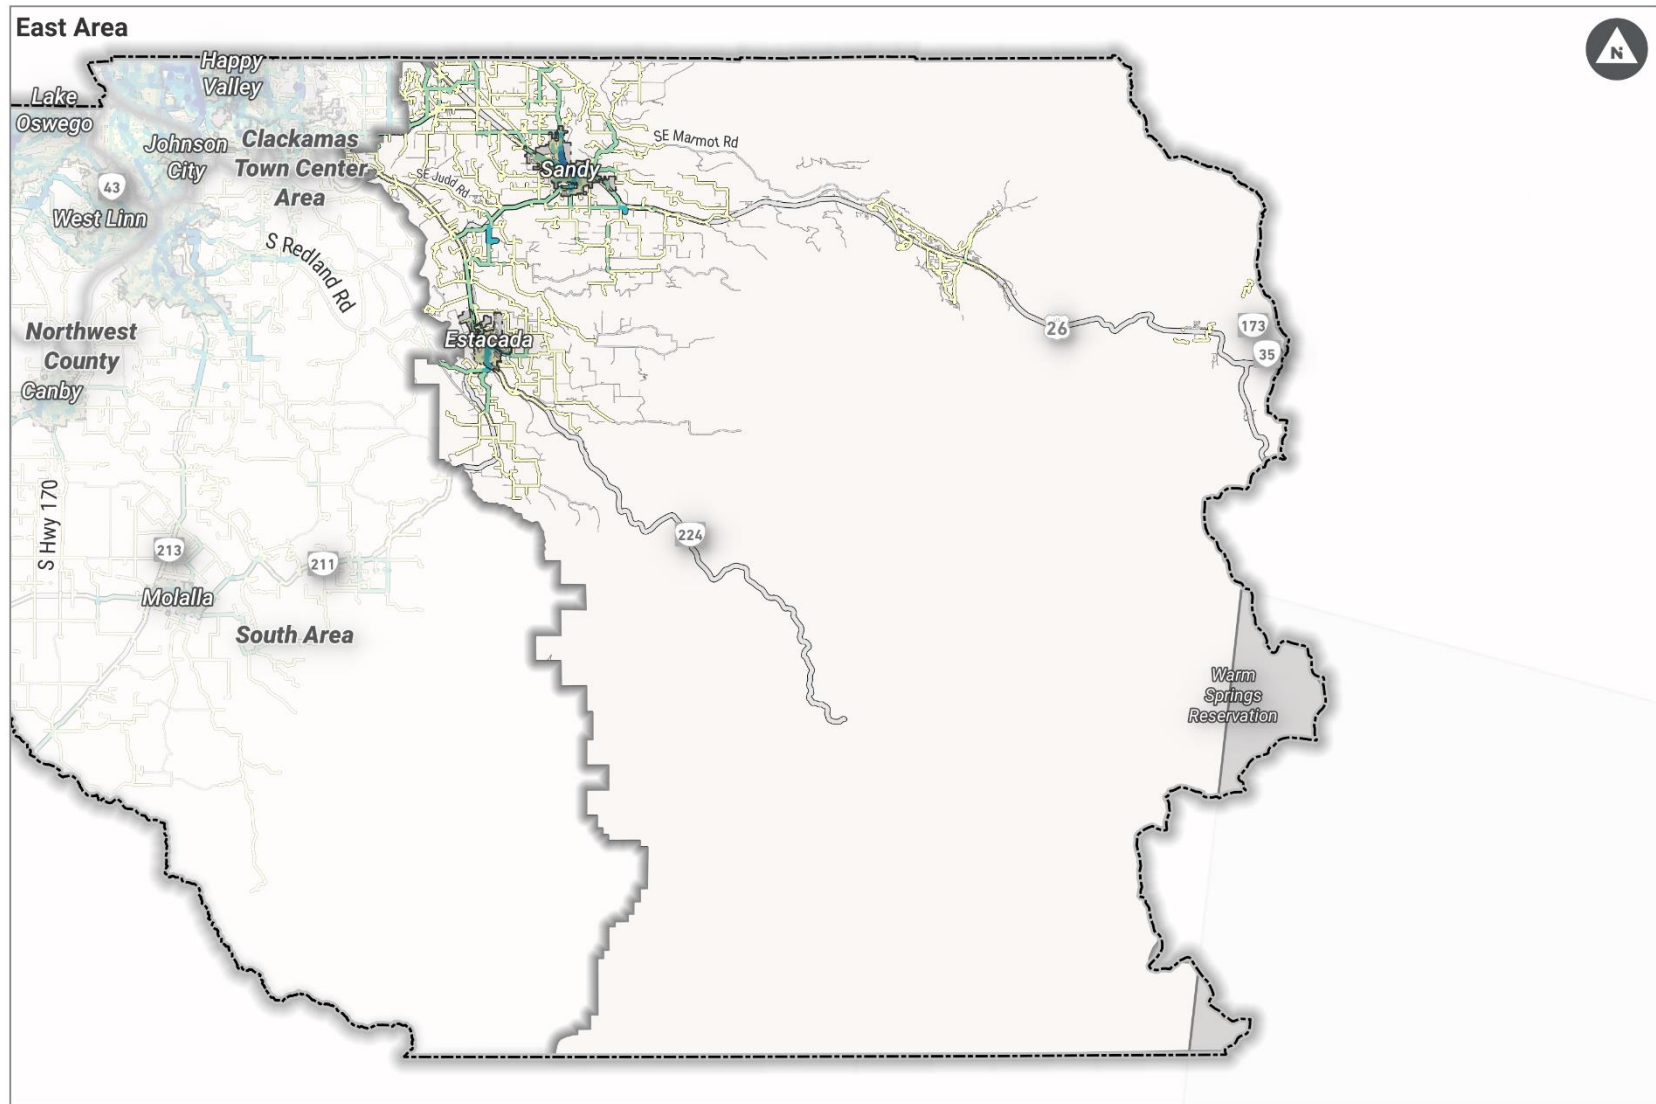 East Area
N
Happy
Valley
Lake
Oswego
Johnson
City
Clackamas
Town Center
Area
43
West Linn
S Redland Rd
Northwest
County
Canby
S Hwy 170
213
211
Molalla
South Area
Sandy
SE Marmot Rd
SE Judd Rd
Estacada
26
173
35
224
Warm
Springs
Reservation